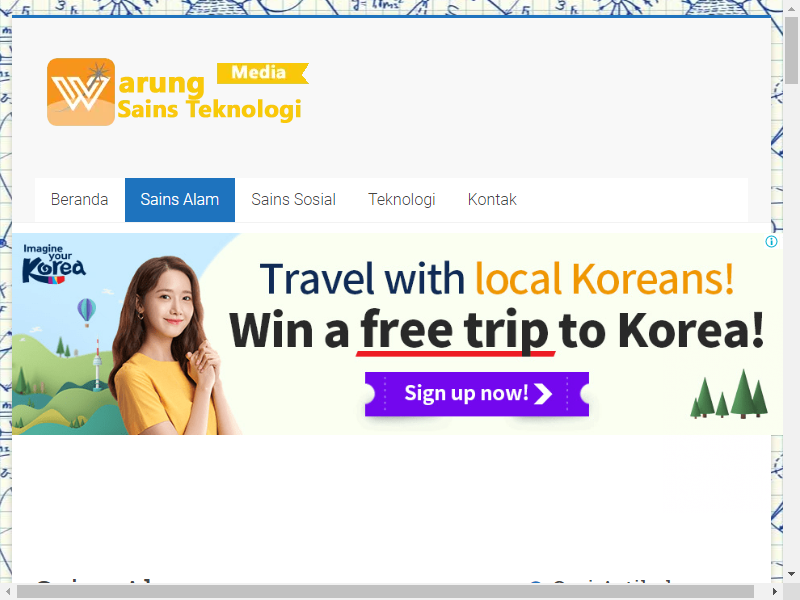 Media
Warung
Sains Teknologi
Beranda
Sains Alam
Sains Sosial
Teknologi
Kontak
Imagine
your
Korea
Travel with local Koreans!
Win a free trip to Korea!
Sign up now!